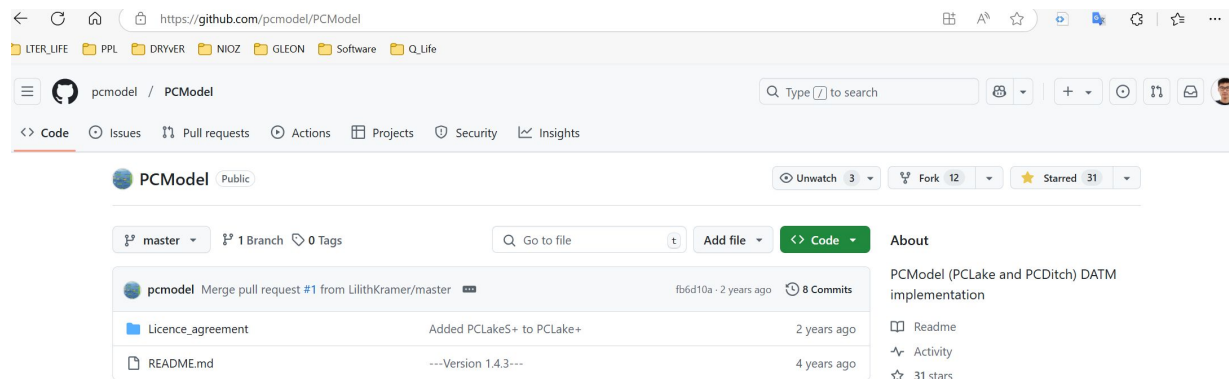 https://github.com/pcmodel/PCModel
LTER_LIFE PPL DRYvER NIOZ GLEON Software Q_Life
pcmodel / PCModel
Type / to search
<> Code Issues Pull requests Actions Projects Security Insights
PCModel Public
Unwatch 3 Fork 12 Starred 31
master 1 Branch 0 Tags
Go to file t
Add file
<> Code
About
pcmodel Merge pull request #1 from LilithKramer/master
fb6d10a · 2 years ago
8 Commits
PCModel (PCLake and PCDitch) DATM
implementation
Licence_agreement Added PCLakeS+ to PCLake+ 2 years ago
README.md ---Version 1.4.3--- 4 years ago
Readme
Activity
31 stars